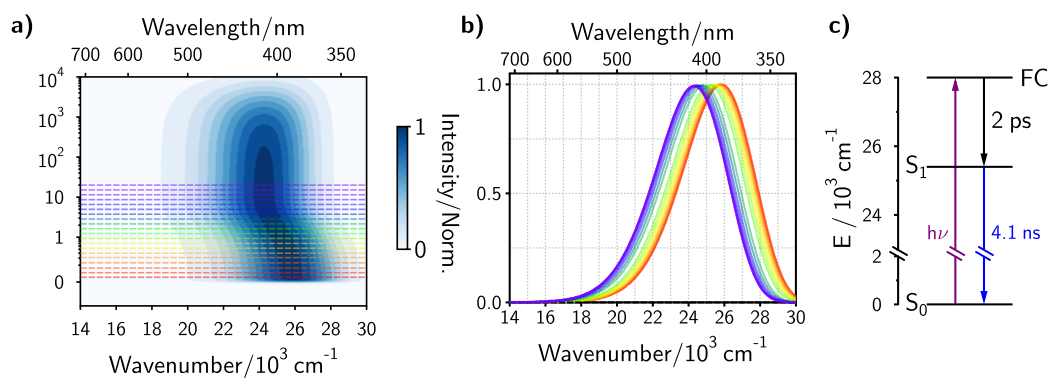 a)
Wavelength/nm
700 600 500 400 350
10⁴
10³
10²
10
1
0
14 16 18 20 22 24 26 28 30
Wavenumber/10³ cm⁻¹
1
0
Intensity/Norm.
b)
Wavelength/nm
700 600 500 400 350
1.0
0.5
0.0
14 16 18 20 22 24 26 28 30
Wavenumber/10³ cm⁻¹
c)
E / 10³ cm⁻¹
28
26
24
2
0
FC
2 ps
S₁
hν
4.1 ns
S₀